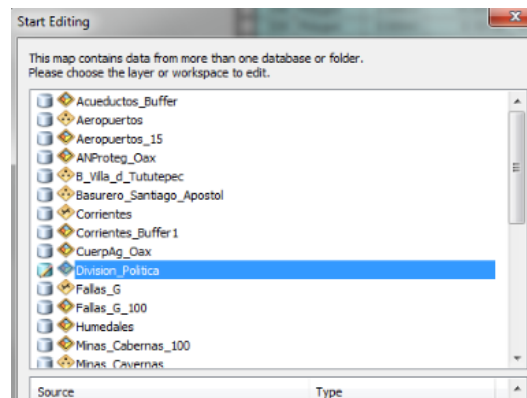 Start Editing
This map contains data from more than one database or folder.
Please choose the layer or workspace to edit.
Acueductos_Buffer
Aeropuertos
Aeropuertos_15
ANProteg_Oax
B_Villa_d_Tututepec
Basurero_Santiago_Apostol
Corrientes
Corrientes_Buffer1
CuerpAg_Oax
Division_Politica
Fallas_G
Fallas_G_100
Humedales
Minas_Cabernas_100
Minas_Cavernas
Source Type